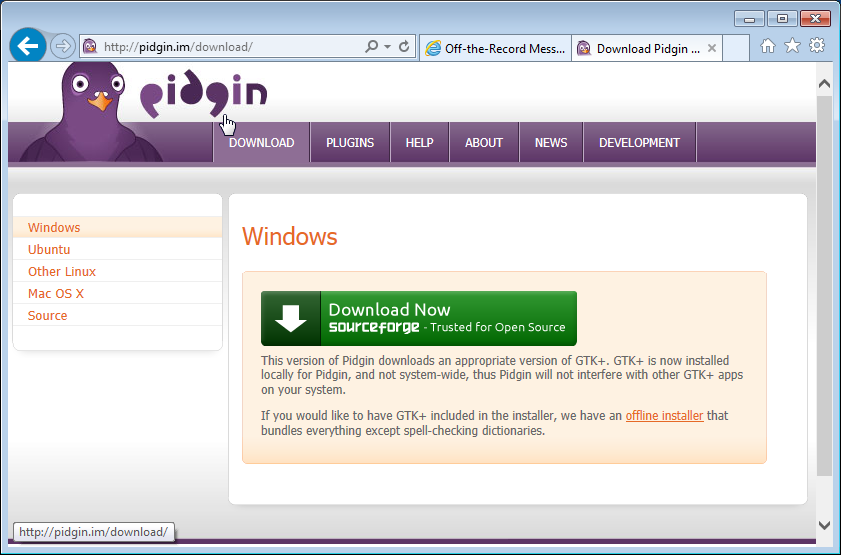 http://pidgin.im/download/
Off-the-Record Mess...
Download Pidgin ...
pidgin
DOWNLOAD
PLUGINS
HELP
ABOUT
NEWS
DEVELOPMENT
Windows
Ubuntu
Other Linux
Mac OS X
Source
Windows
Download Now
sourceforge - Trusted for Open Source
This version of Pidgin downloads an appropriate version of GTK+. GTK+ is now installed
locally for Pidgin, and not system-wide, thus Pidgin will not interfere with other GTK+ apps
on your system.
If you would like to have GTK+ included in the installer, we have an offline installer that
bundles everything except spell-checking dictionaries.
http://pidgin.im/download/